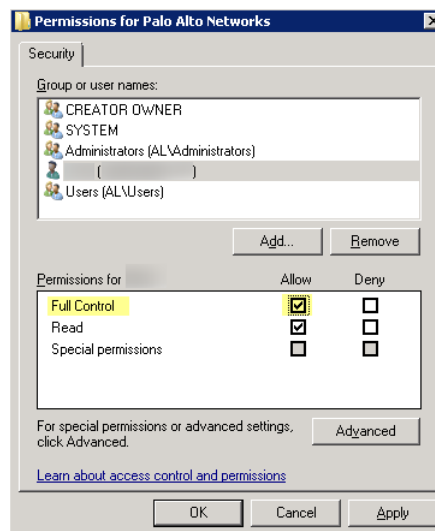 Permissions for Palo Alto Networks
Security
Group or user names:
CREATOR OWNER
SYSTEM
Administrators (AL\Administrators)
( )
Users (AL\Users)
Add... Remove
Permissions for Allow Deny
Full Control
Read
Special permissions
For special permissions or advanced settings,
click Advanced. Advanced
Learn about access control and permissions
OK Cancel Apply